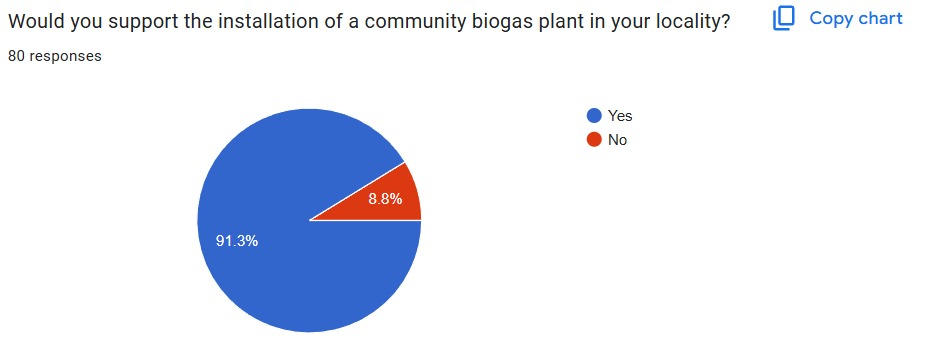 Would you support the installation of a community biogas plant in your locality?
Copy chart
80 responses
Yes
No
8.8%
91.3%